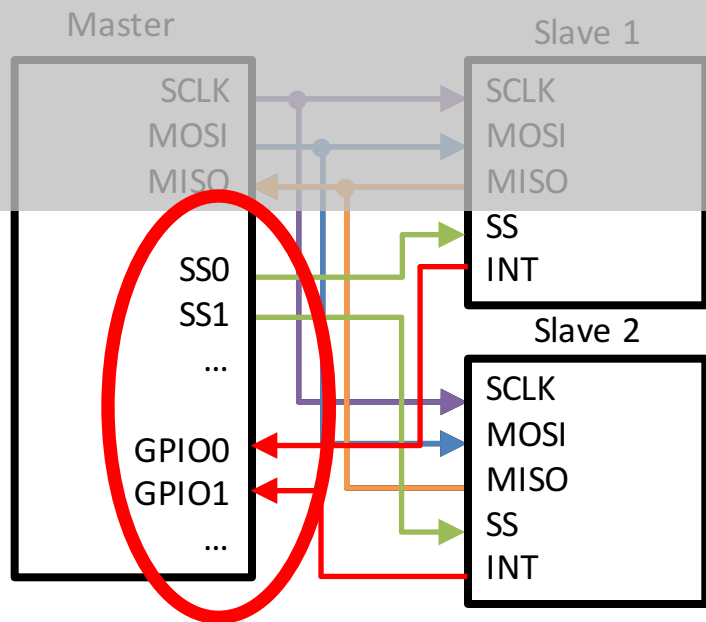 Master
SCLK
MOSI
MISO
SS0
SS1
...
GPIO0
GPIO1
...
Slave 1
SCLK
MOSI
MISO
SS
INT
Slave 2
SCLK
MOSI
MISO
SS
INT